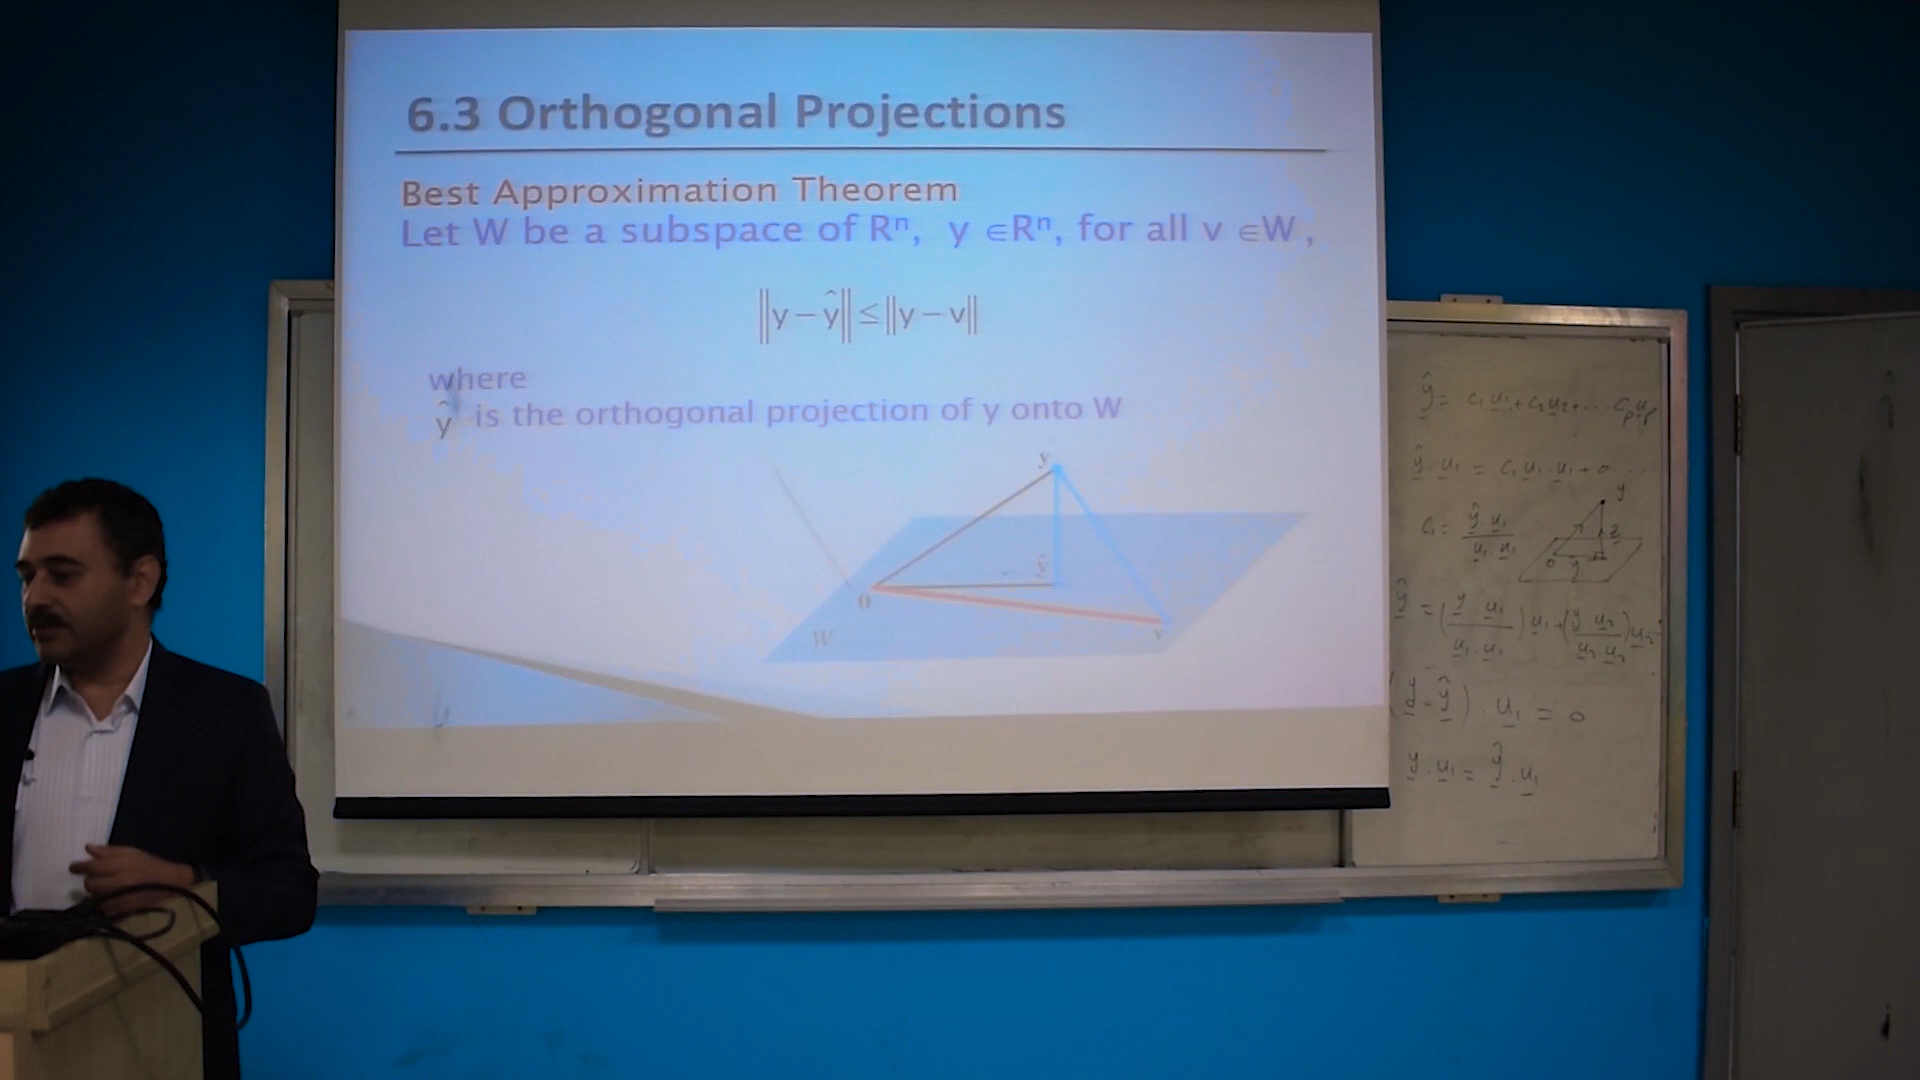 6.3 Orthogonal Projections
Best Approximation Theorem
Let W be a subspace of Rⁿ, y ∈Rⁿ, for all v ∈W,
‖y − ŷ‖ ≤ ‖y − v‖
where
ŷ is the orthogonal projection of y onto W
y
ŷ
0
v
W
ŷ = c₁u₁ + c₂u₂ + ... cₚuₚ
ŷ . u₁ = c₁ u₁ . u₁ + 0 ...
y
c₁ = ŷ . u₁ / u₁ . u₁
z
0 ŷ
ŷ = (y . u₁ / u₁ . u₁) u₁ + (y . u₂ / u₂ . u₂) u₂
(y - ŷ) . u₁ = 0
y . u₁ = ŷ . u₁